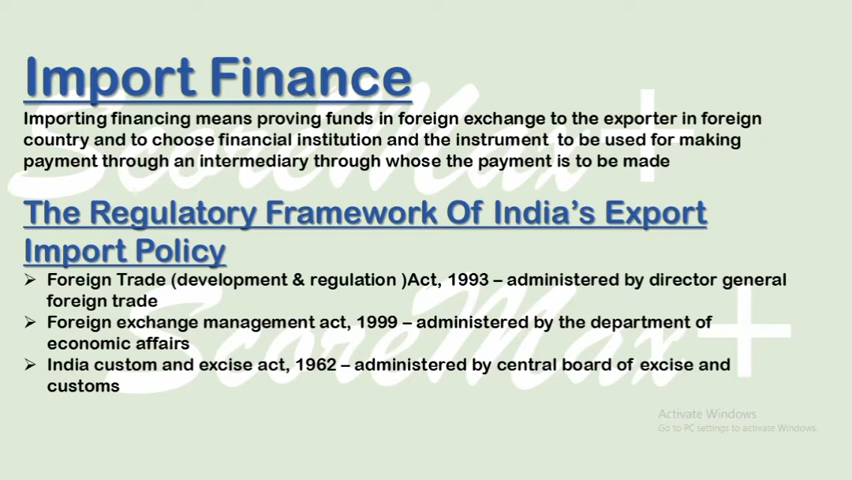 Import Finance
Importing financing means proving funds in foreign exchange to the exporter in foreign
country and to choose financial institution and the instrument to be used for making
payment through an intermediary through whose the payment is to be made
The Regulatory Framework Of India's Export
Import Policy
➢ Foreign Trade (development & regulation )Act, 1993 – administered by director general
foreign trade
➢ Foreign exchange management act, 1999 – administered by the department of
economic affairs
➢ India custom and excise act, 1962 – administered by central board of excise and
customs
ScoreMax+
ScoreMax+
Activate Windows
Go to PC settings to activate Windows.